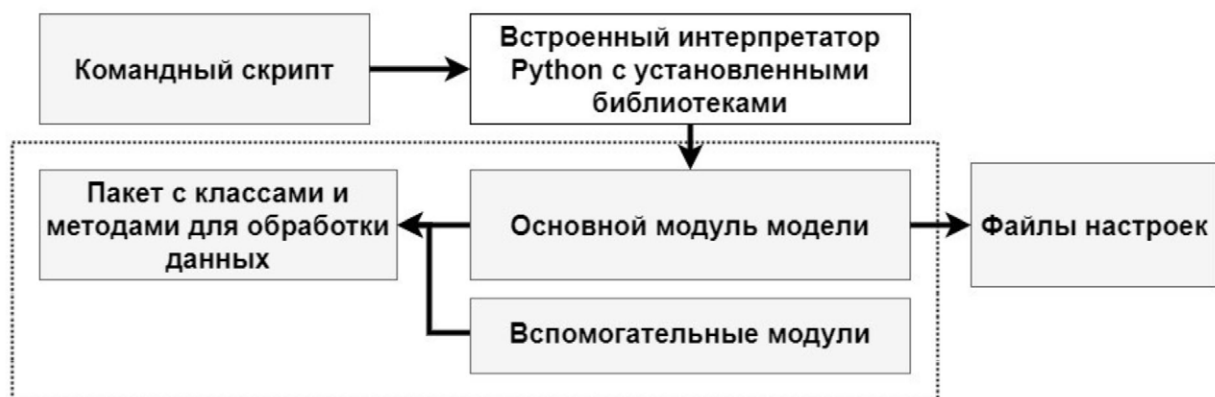 Командный скрипт
Встроенный интерпретатор
Python с установленными
библиотеками
Пакет с классами и
методами для обработки
данных
Основной модуль модели
Файлы настроек
Вспомогательные модули